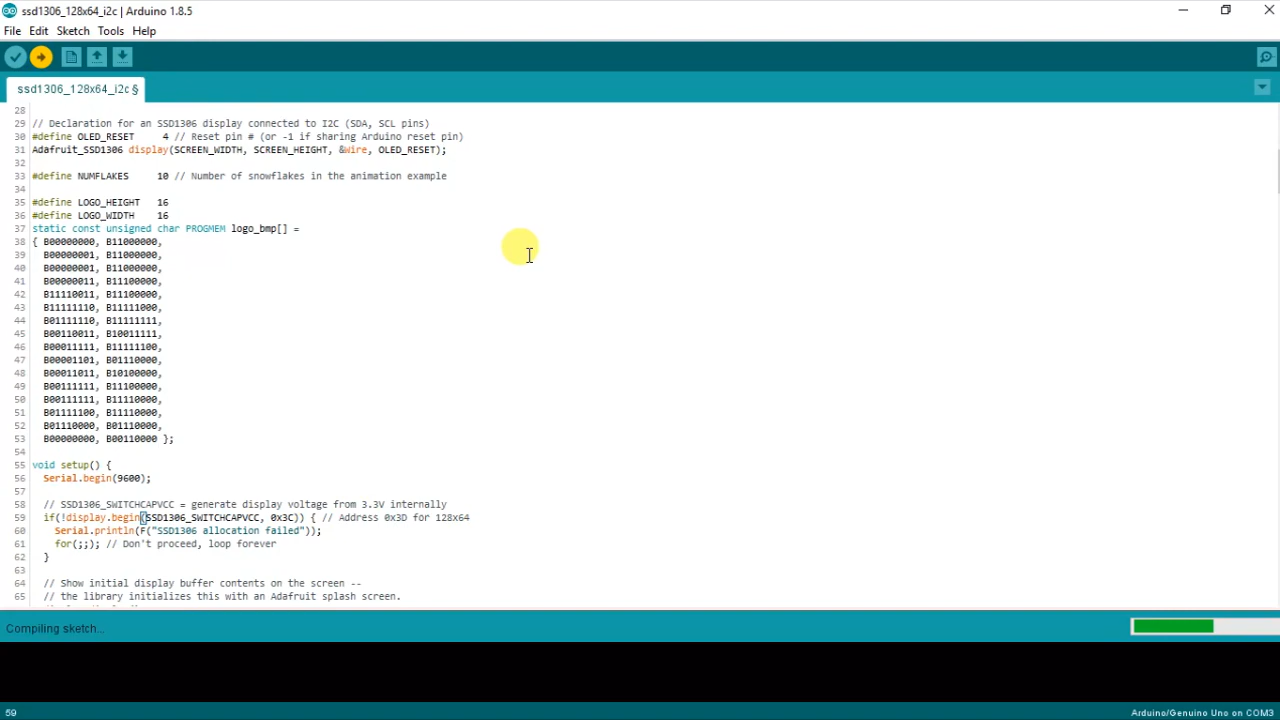 ssd1306_128x64_i2c | Arduino 1.8.5
File Edit Sketch Tools Help
ssd1306_128x64_i2c §
28
29 // Declaration for an SSD1306 display connected to I2C (SDA, SCL pins)
30 #define OLED_RESET     4 // Reset pin # (or -1 if sharing Arduino reset pin)
31 Adafruit_SSD1306 display(SCREEN_WIDTH, SCREEN_HEIGHT, &Wire, OLED_RESET);
32
33 #define NUMFLAKES     10 // Number of snowflakes in the animation example
34
35 #define LOGO_HEIGHT   16
36 #define LOGO_WIDTH    16
37 static const unsigned char PROGMEM logo_bmp[] =
38 { B00000000, B11000000,
39   B00000001, B11000000,
40   B00000001, B11000000,
41   B00000011, B11100000,
42   B11110011, B11100000,
43   B11111110, B11111000,
44   B01111110, B11111111,
45   B00110011, B10011111,
46   B00011111, B11111100,
47   B00001101, B01110000,
48   B00011011, B10100000,
49   B00111111, B11100000,
50   B00111111, B11110000,
51   B01111100, B11110000,
52   B01110000, B01110000,
53   B00000000, B00110000 };
54
55 void setup() {
56   Serial.begin(9600);
57
58   // SSD1306_SWITCHCAPVCC = generate display voltage from 3.3V internally
59   if(!display.begin(SSD1306_SWITCHCAPVCC, 0x3C)) { // Address 0x3D for 128x64
60     Serial.println(F("SSD1306 allocation failed"));
61     for(;;); // Don't proceed, loop forever
62   }
63
64   // Show initial display buffer contents on the screen --
65   // the library initializes this with an Adafruit splash screen.
Compiling sketch...
59
Arduino/Genuino Uno on COM3